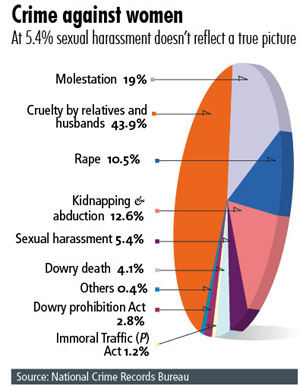 Crime against women
At 5.4% sexual harassment doesn't reflect a true picture
Molestation 19%
Cruelty by relatives and
husbands 43.9%
Rape 10.5%
Kidnapping &
abduction 12.6%
Sexual harassment 5.4%
Dowry death 4.1%
Others 0.4%
Dowry prohibition Act
2.8%
Immoral Traffic (P)
Act 1.2%
Source: National Crime Records Bureau